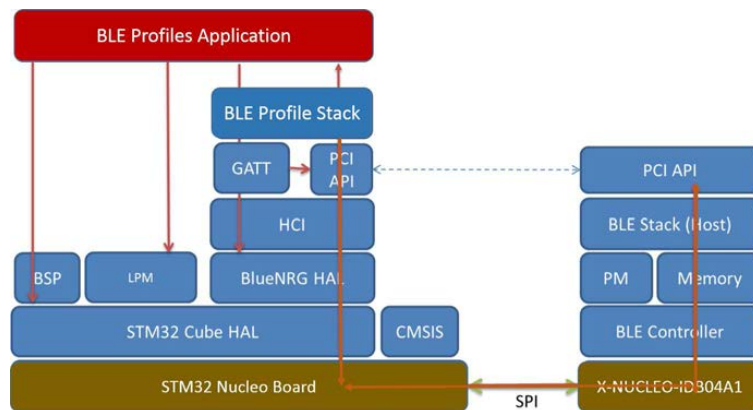 BLE Profiles Application
BLE Profile Stack
GATT
PCI
API
PCI API
HCI
BLE Stack (Host)
BSP
LPM
BlueNRG HAL
PM
Memory
STM32 Cube HAL
CMSIS
BLE Controller
STM32 Nucleo Board
SPI
X-NUCLEO-IDB04A1